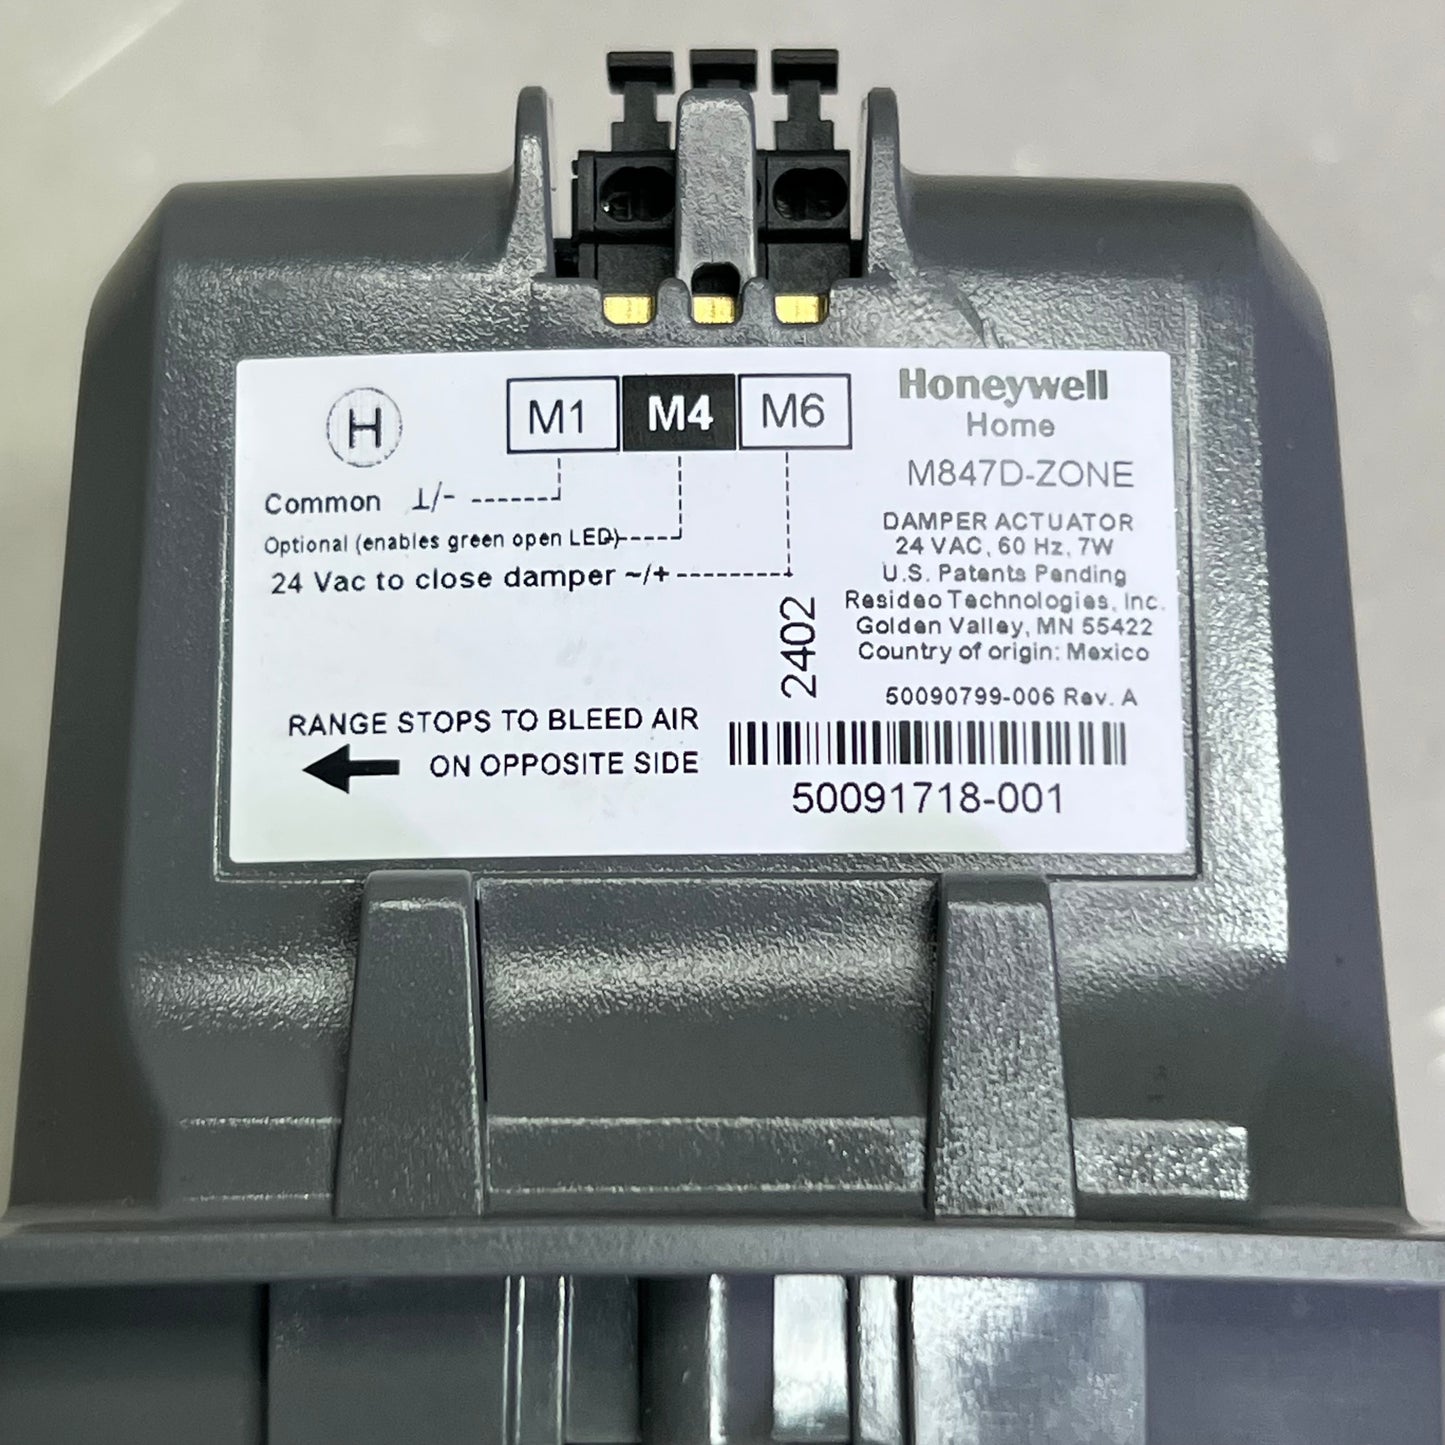 H
M1 M4 M6
Common ⊥/-
Optional (enables green open LED)
24 Vac to close damper ~/+
Honeywell
Home
M847D-ZONE
DAMPER ACTUATOR
24 VAC, 60 Hz, 7W
U.S. Patents Pending
Resideo Technologies, Inc.
Golden Valley, MN 55422
Country of origin: Mexico
50090799-006 Rev. A
2402
RANGE STOPS TO BLEED AIR
ON OPPOSITE SIDE
50091718-001